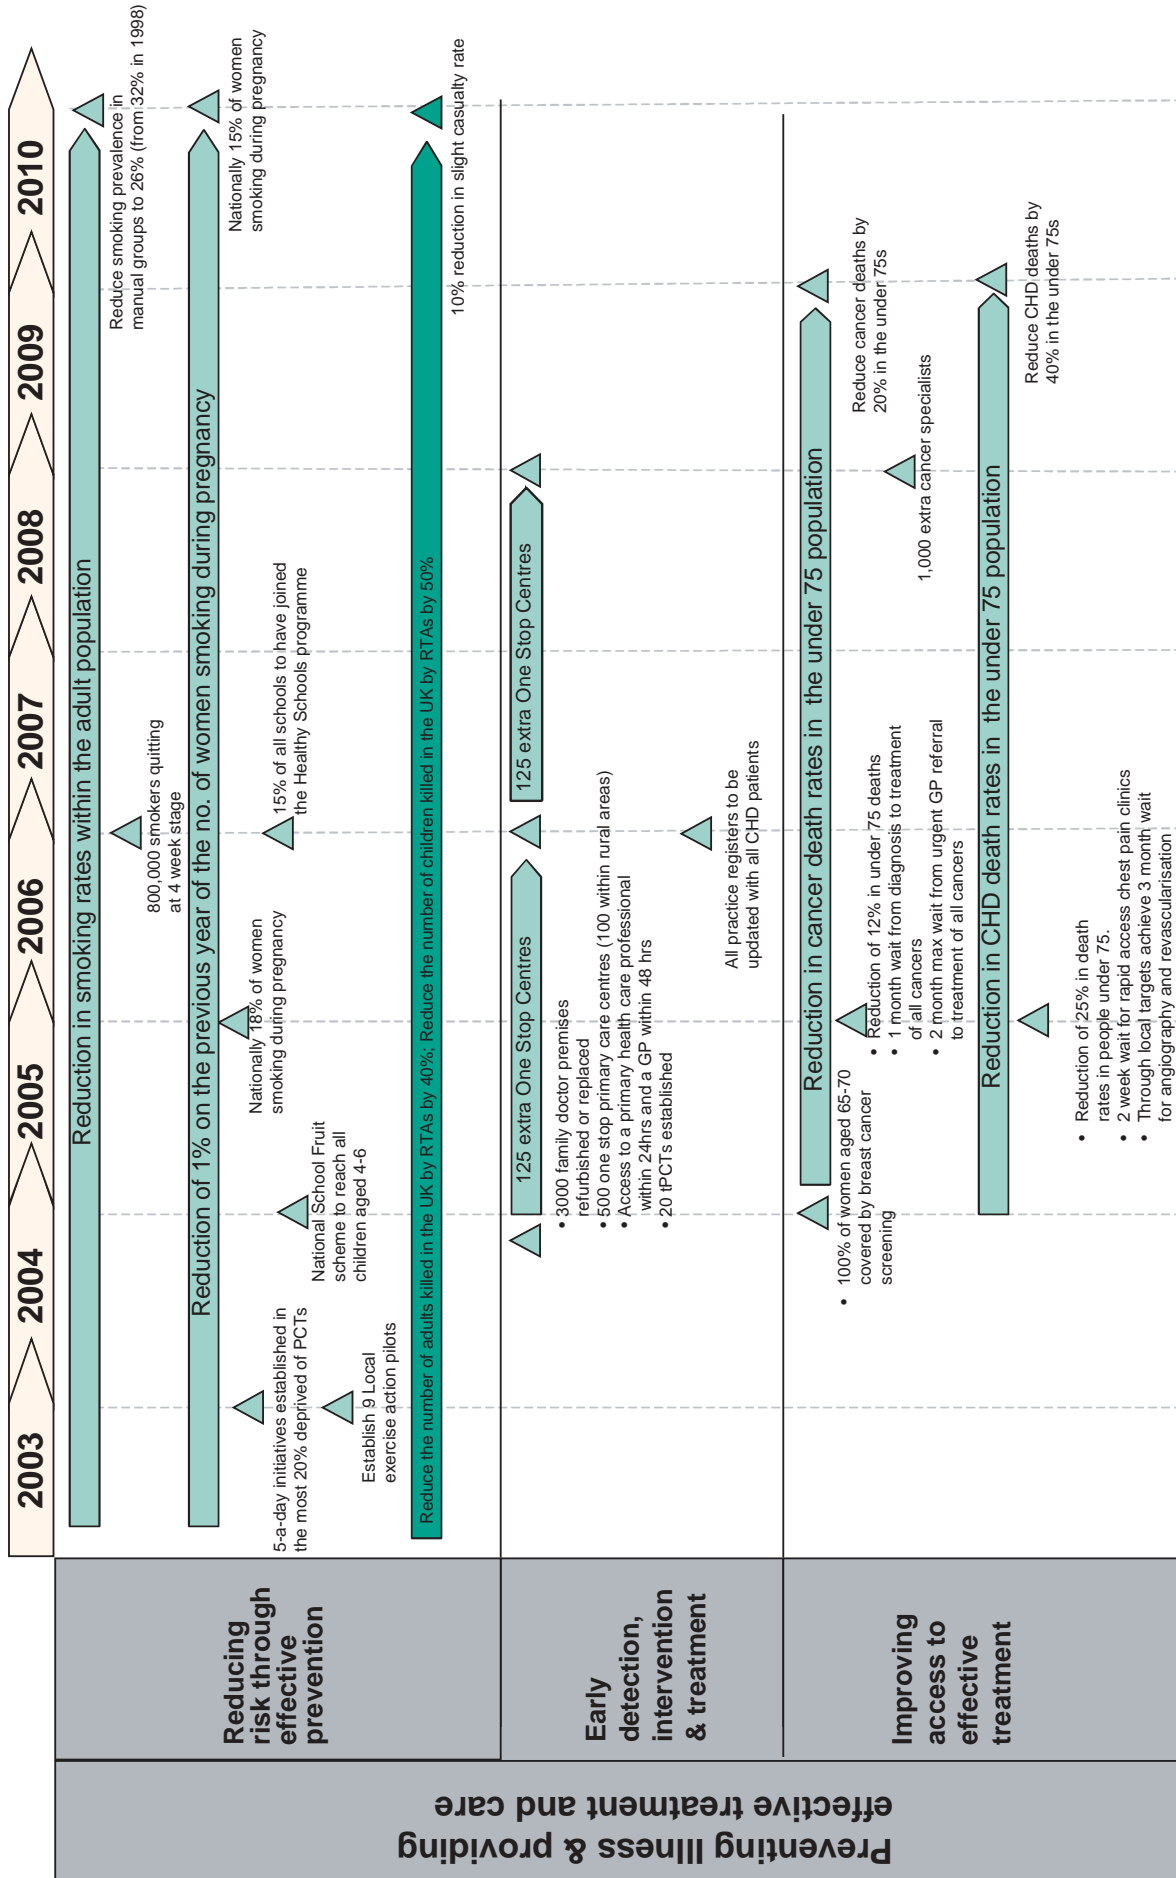 2003
2004
2005
2006
2007
2008
2009
2010
Preventing Illness & providing
effective treatment and care
Reducing
risk through
effective
prevention
Reduction in smoking rates within the adult population
Reduce smoking prevalence in
manual groups to 26% (from 32% in 1998)
800,000 smokers quitting
at 4 week stage
Reduction of 1% on the previous year of the no. of women smoking during pregnancy
Nationally 15% of women
smoking during pregnancy
Nationally 18% of women
smoking during pregnancy
5-a-day initiatives established in
the most 20% deprived of PCTs
National School Fruit
scheme to reach all
children aged 4-6
15% of all schools to have joined
the Healthy Schools programme
Establish 9 Local
exercise action pilots
Reduce the number of adults killed in the UK by RTAs by 40%; Reduce the number of children killed in the UK by RTAs by 50%
10% reduction in slight casualty rate
Early
detection,
intervention
& treatment
125 extra One Stop Centres
125 extra One Stop Centres
• 3000 family doctor premises
refurbished or replaced
• 500 one stop primary care centres (100 within rural areas)
• Access to a primary health care professional
within 24hrs and a GP within 48 hrs
• 20 tPCTs established
All practice registers to be
updated with all CHD patients
Improving
access to
effective
treatment
Reduction in cancer death rates in the under 75 population
• 100% of women aged 65-70
covered by breast cancer
screening
• Reduction of 12% in under 75 deaths
• 1 month wait from diagnosis to treatment
of all cancers
• 2 month max wait from urgent GP referral
to treatment of all cancers
Reduce cancer deaths by
20% in the under 75s
1,000 extra cancer specialists
Reduction in CHD death rates in the under 75 population
Reduce CHD deaths by
40% in the under 75s
• Reduction of 25% in death
rates in people under 75.
• 2 week wait for rapid access chest pain clinics
• Through local targets achieve 3 month wait
for angiography and revascularisation